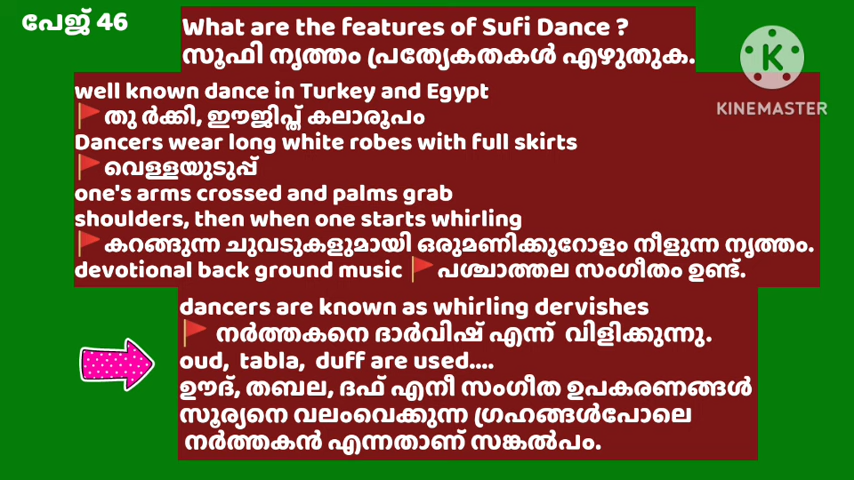 പേജ് 46
What are the features of Sufi Dance ?
സൂഫി നൃത്തം പ്രത്യേകതകൾ എഴുതുക.
KINEMASTER
well known dance in Turkey and Egypt
തു ർക്കി, ഈജിപ്ത് കലാരൂപം
Dancers wear long white robes with full skirts
വെള്ളയുടുപ്പ്
one's arms crossed and palms grab
shoulders, then when one starts whirling
കറങ്ങുന്ന ചുവടുകളുമായി ഒരുമണിക്കൂറോളം നീളുന്ന നൃത്തം.
devotional back ground music പശ്ചാത്തല സംഗീതം ഉണ്ട്.
dancers are known as whirling dervishes
നർത്തകനെ ദാർവിഷ് എന്ന് വിളിക്കുന്നു.
oud, tabla, duff are used....
ഊദ്, തബല, ദഫ് എനീ സംഗീത ഉപകരണങ്ങൾ
സൂര്യനെ വലംവെക്കുന്ന ഗ്രഹങ്ങൾപോലെ
നർത്തകൻ എന്നതാണ് സങ്കൽപം.